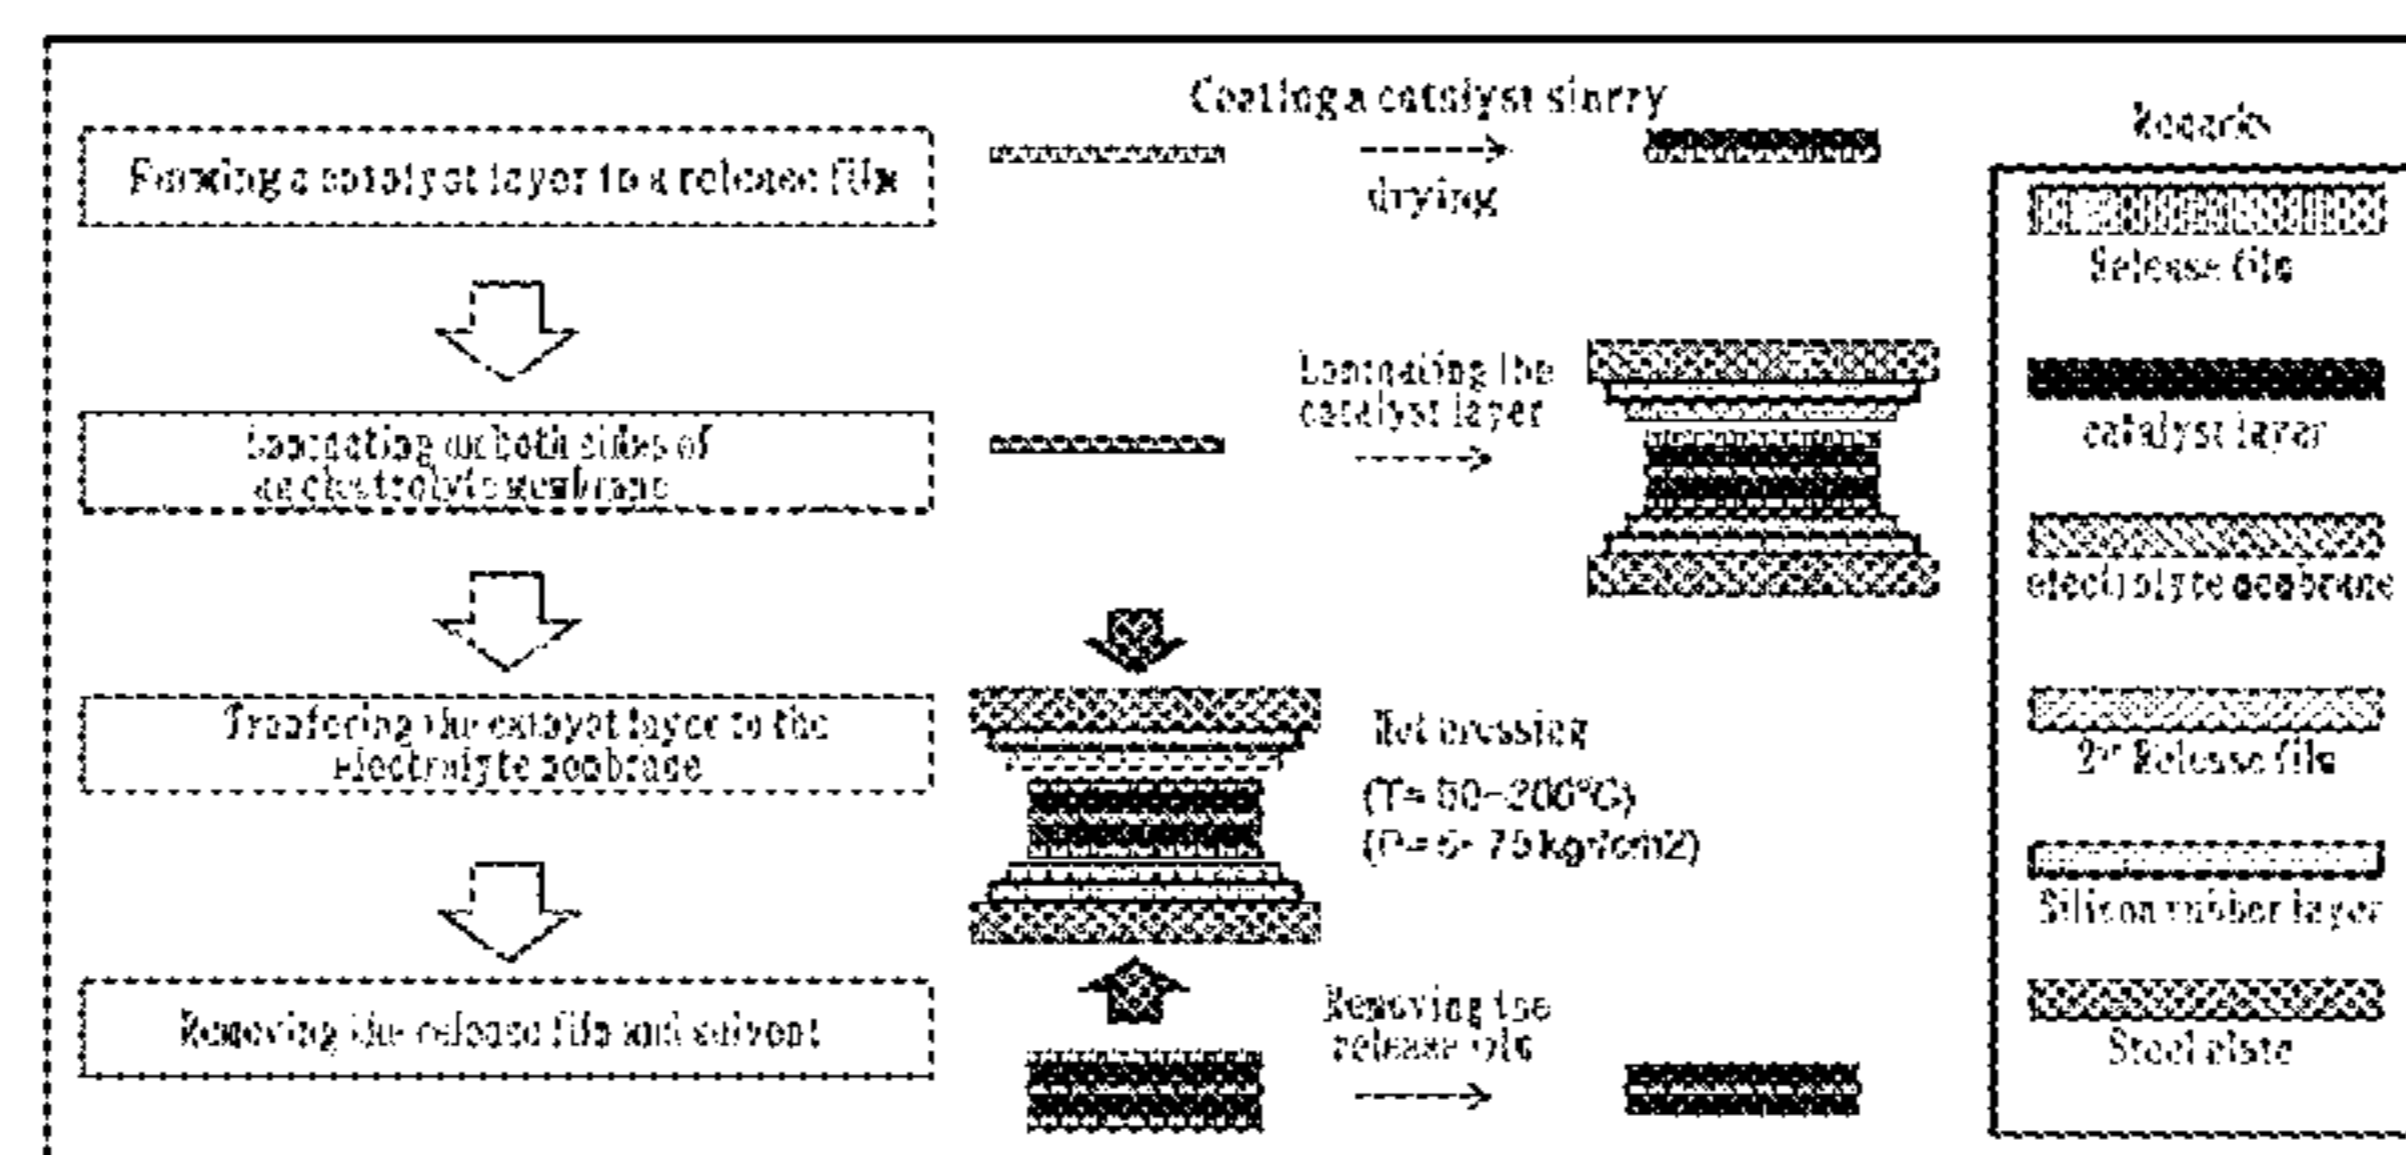 Coating a catalyst slurry
drying
Forming a catalyst layer to a release film
Laminating on both sides of
an electrolyte membrane
Laminating the
catalyst layer
Tranfering the catayst layer to the
electrolyte membrane
Hot pressing
(T= 50~200°C)
(P=5- 75 kgf/cm2)
Removing the release film and solvent
Removing the
release film
Remarks
Release film
catalyst layer
electrolyte membrane
Release film
Silicon rubber layer
Steel plate